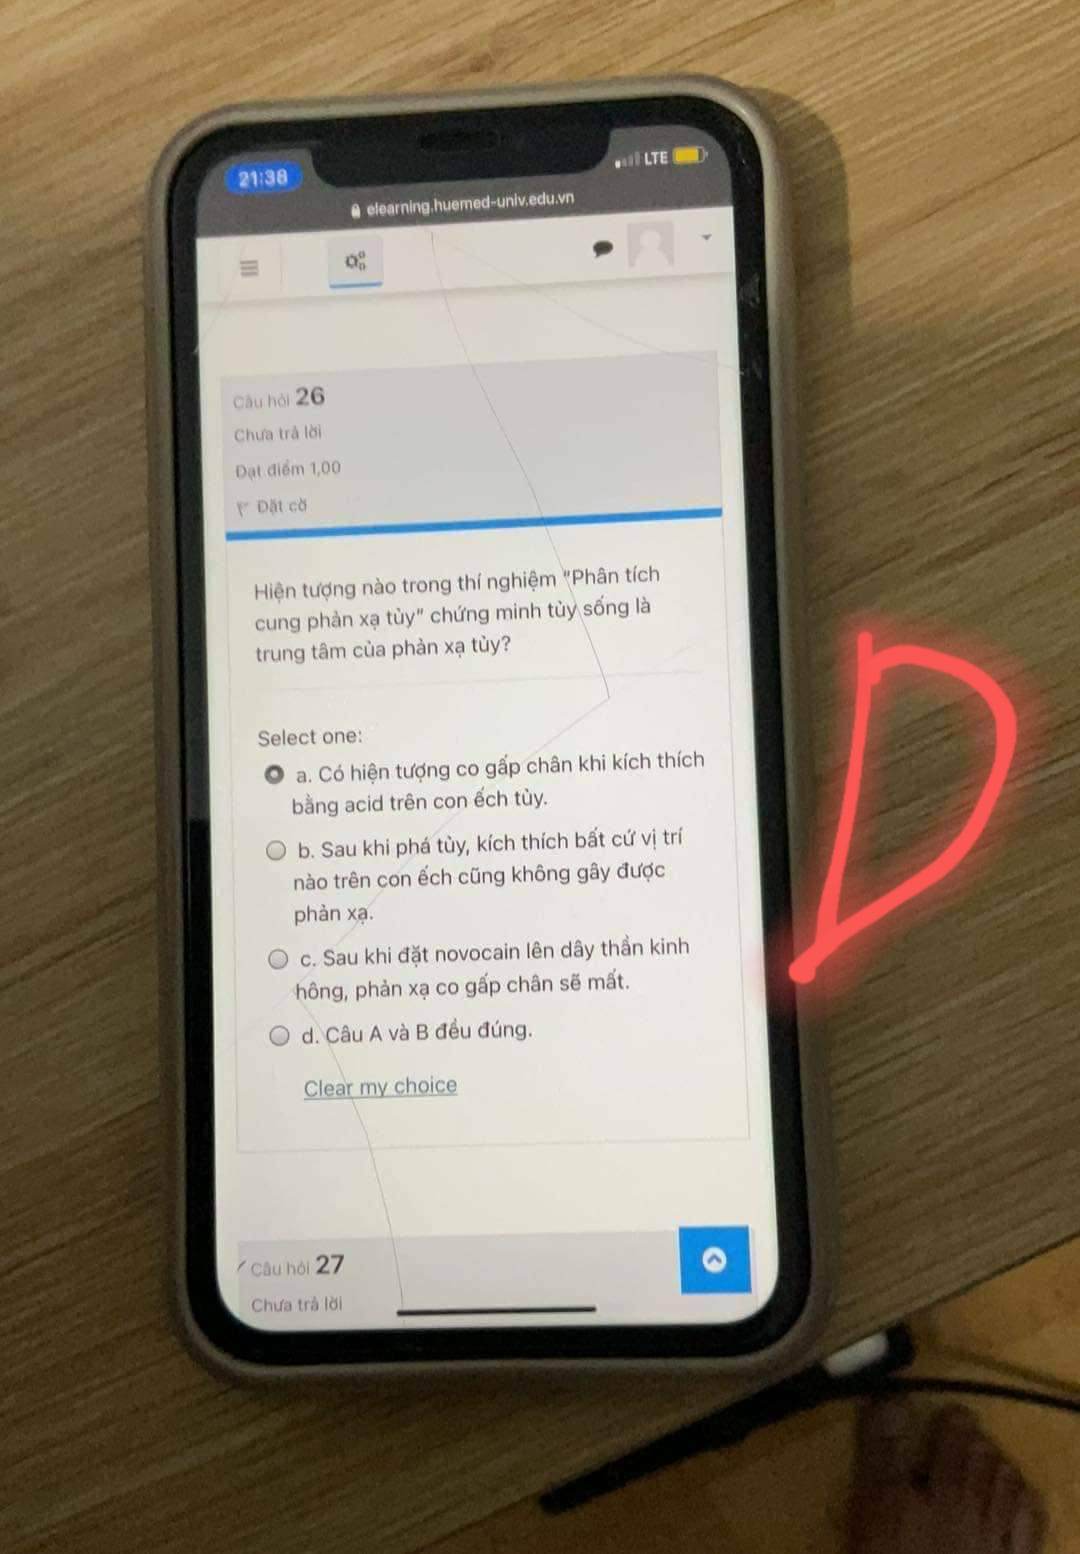 21:38
LTE
elearning.huemed-univ.edu.vn
Câu hỏi 26
Chưa trả lời
Đạt điểm 1,00
Đặt cờ
Hiện tượng nào trong thí nghiệm "Phân tích
cung phản xạ tủy" chứng minh tủy sống là
trung tâm của phản xạ tủy?
Select one:
a. Có hiện tượng co gấp chân khi kích thích
bằng acid trên con ếch tủy.
b. Sau khi phá tủy, kích thích bất cứ vị trí
nào trên con ếch cũng không gây được
phản xạ.
c. Sau khi đặt novocain lên dây thần kinh
hông, phản xạ co gấp chân sẽ mất.
d. Câu A và B đều đúng.
Clear my choice
Câu hỏi 27
Chưa trả lời
D